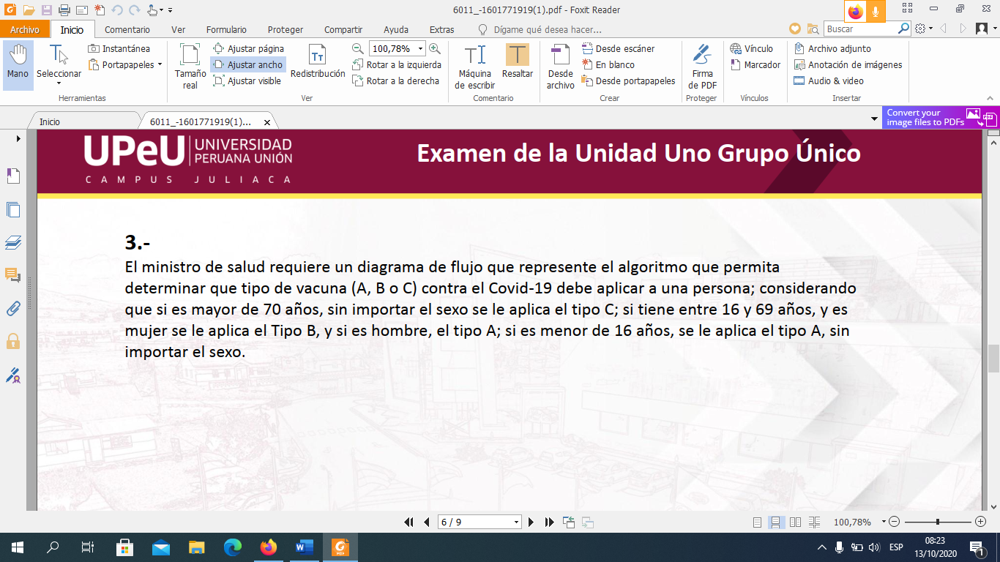 6011_-1601771919(1).pdf - Foxit Reader
Archivo Inicio Comentario Ver Formulario Proteger Compartir Ayuda Extras Dígame qué desea hacer... Buscar
Mano
Seleccionar
Instantánea
Portapapeles
Herramientas
Tamaño real
Ajustar página
Ajustar ancho
Ajustar visible
Redistribución
100,78%
Rotar a la izquierda
Rotar a la derecha
Ver
Máquina de escribir
Resaltar
Comentario
Desde archivo
Desde escáner
En blanco
Desde portapapeles
Crear
Firma de PDF
Proteger
Vínculo
Marcador
Vínculos
Archivo adjunto
Anotación de imágenes
Audio & video
Insertar
Inicio
6011_-1601771919(1)...
Convert your
image files to PDFs
PDF
UPeU UNIVERSIDAD
PERUANA UNIÓN
CAMPUS JULIACA
Examen de la Unidad Uno Grupo Único
3.-
El ministro de salud requiere un diagrama de flujo que represente el algoritmo que permita
determinar que tipo de vacuna (A, B o C) contra el Covid-19 debe aplicar a una persona; considerando
que si es mayor de 70 años, sin importar el sexo se le aplica el tipo C; si tiene entre 16 y 69 años, y es
mujer se le aplica el Tipo B, y si es hombre, el tipo A; si es menor de 16 años, se le aplica el tipo A, sin
importar el sexo.
6 / 9
100,78%
ESP
08:23
13/10/2020
1